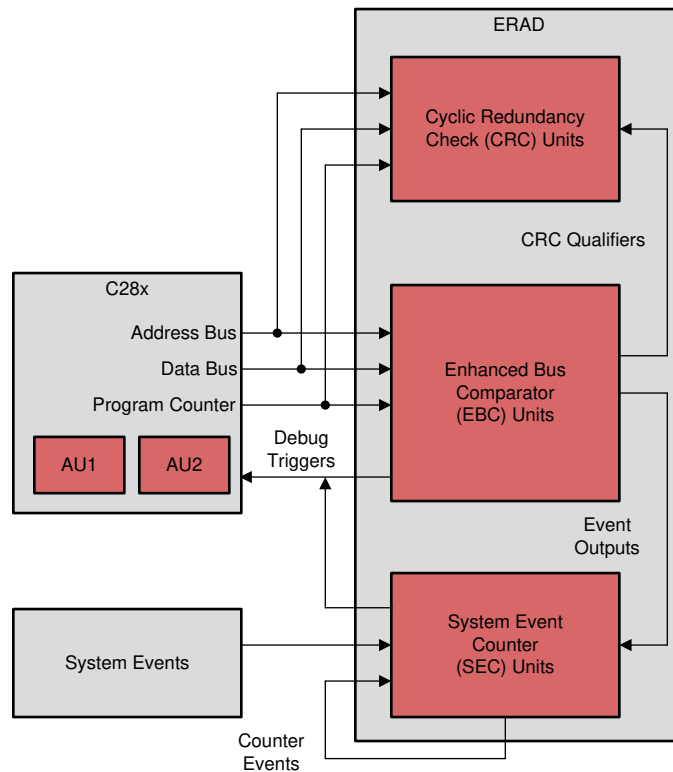 ERAD
Cyclic Redundancy
Check (CRC) Units
CRC Qualifiers
C28x
Address Bus
Data Bus
Program Counter
AU1
AU2
Enhanced Bus
Comparator
(EBC) Units
Debug
Triggers
Event
Outputs
System Events
System Event
Counter
(SEC) Units
Counter
Events